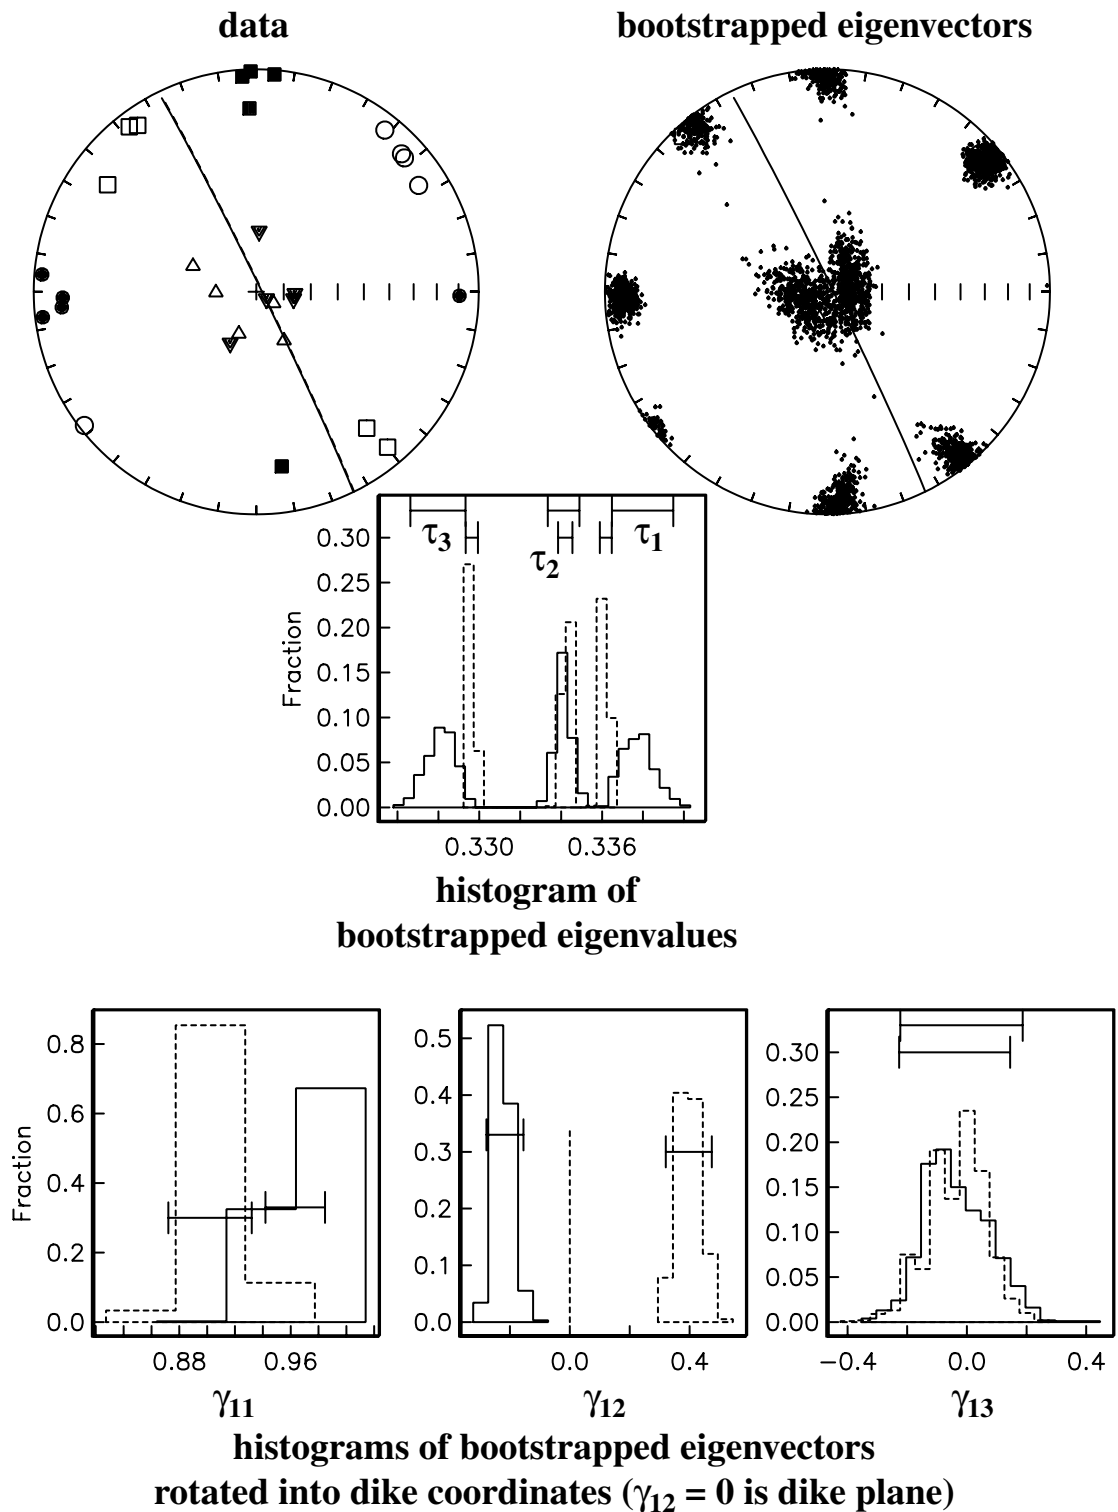 data
bootstrapped eigenvectors
τ3
τ2
τ1
0.30
0.25
0.20
0.15
0.10
0.05
0.00
Fraction
0.330 0.336
histogram of
bootstrapped eigenvalues
0.8
0.6
0.4
0.2
0.0
Fraction
0.88 0.96
γ11
0.5
0.4
0.3
0.2
0.1
0.0
0.0 0.4
γ12
0.30
0.25
0.20
0.15
0.10
0.05
0.00
−0.4 0.0 0.4
γ13
histograms of bootstrapped eigenvectors
rotated into dike coordinates (γ12 = 0 is dike plane)